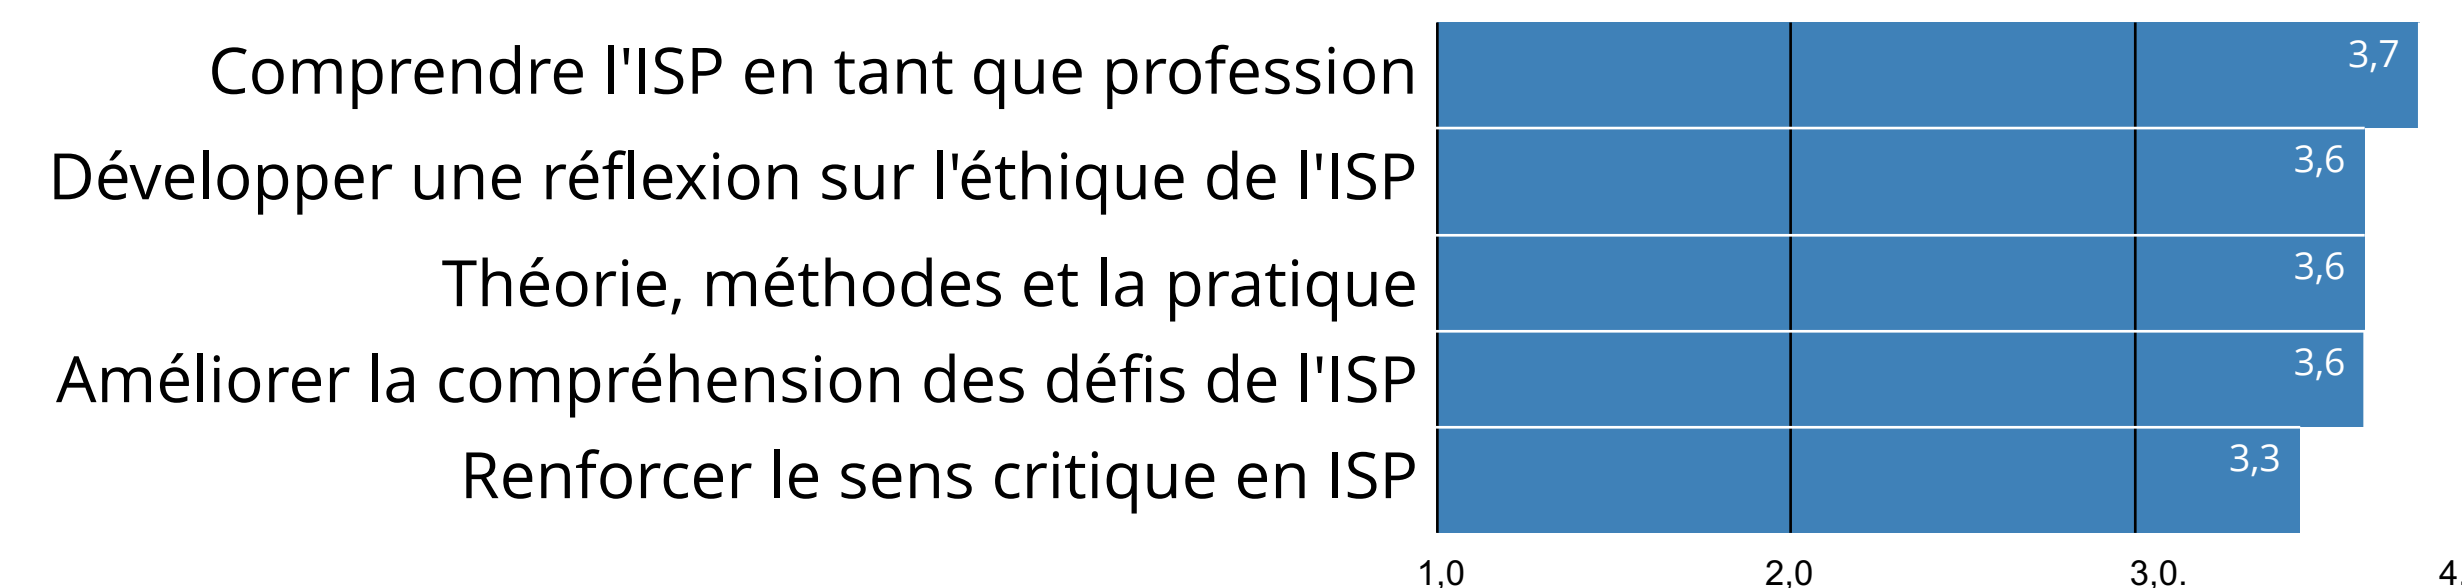 Comprendre l'ISP en tant que profession 3,7
Développer une réflexion sur l'éthique de l'ISP 3,6
Théorie, méthodes et la pratique 3,6
Améliorer la compréhension des défis de l'ISP 3,6
Renforcer le sens critique en ISP 3,3
1,0 2,0 3,0. 4,